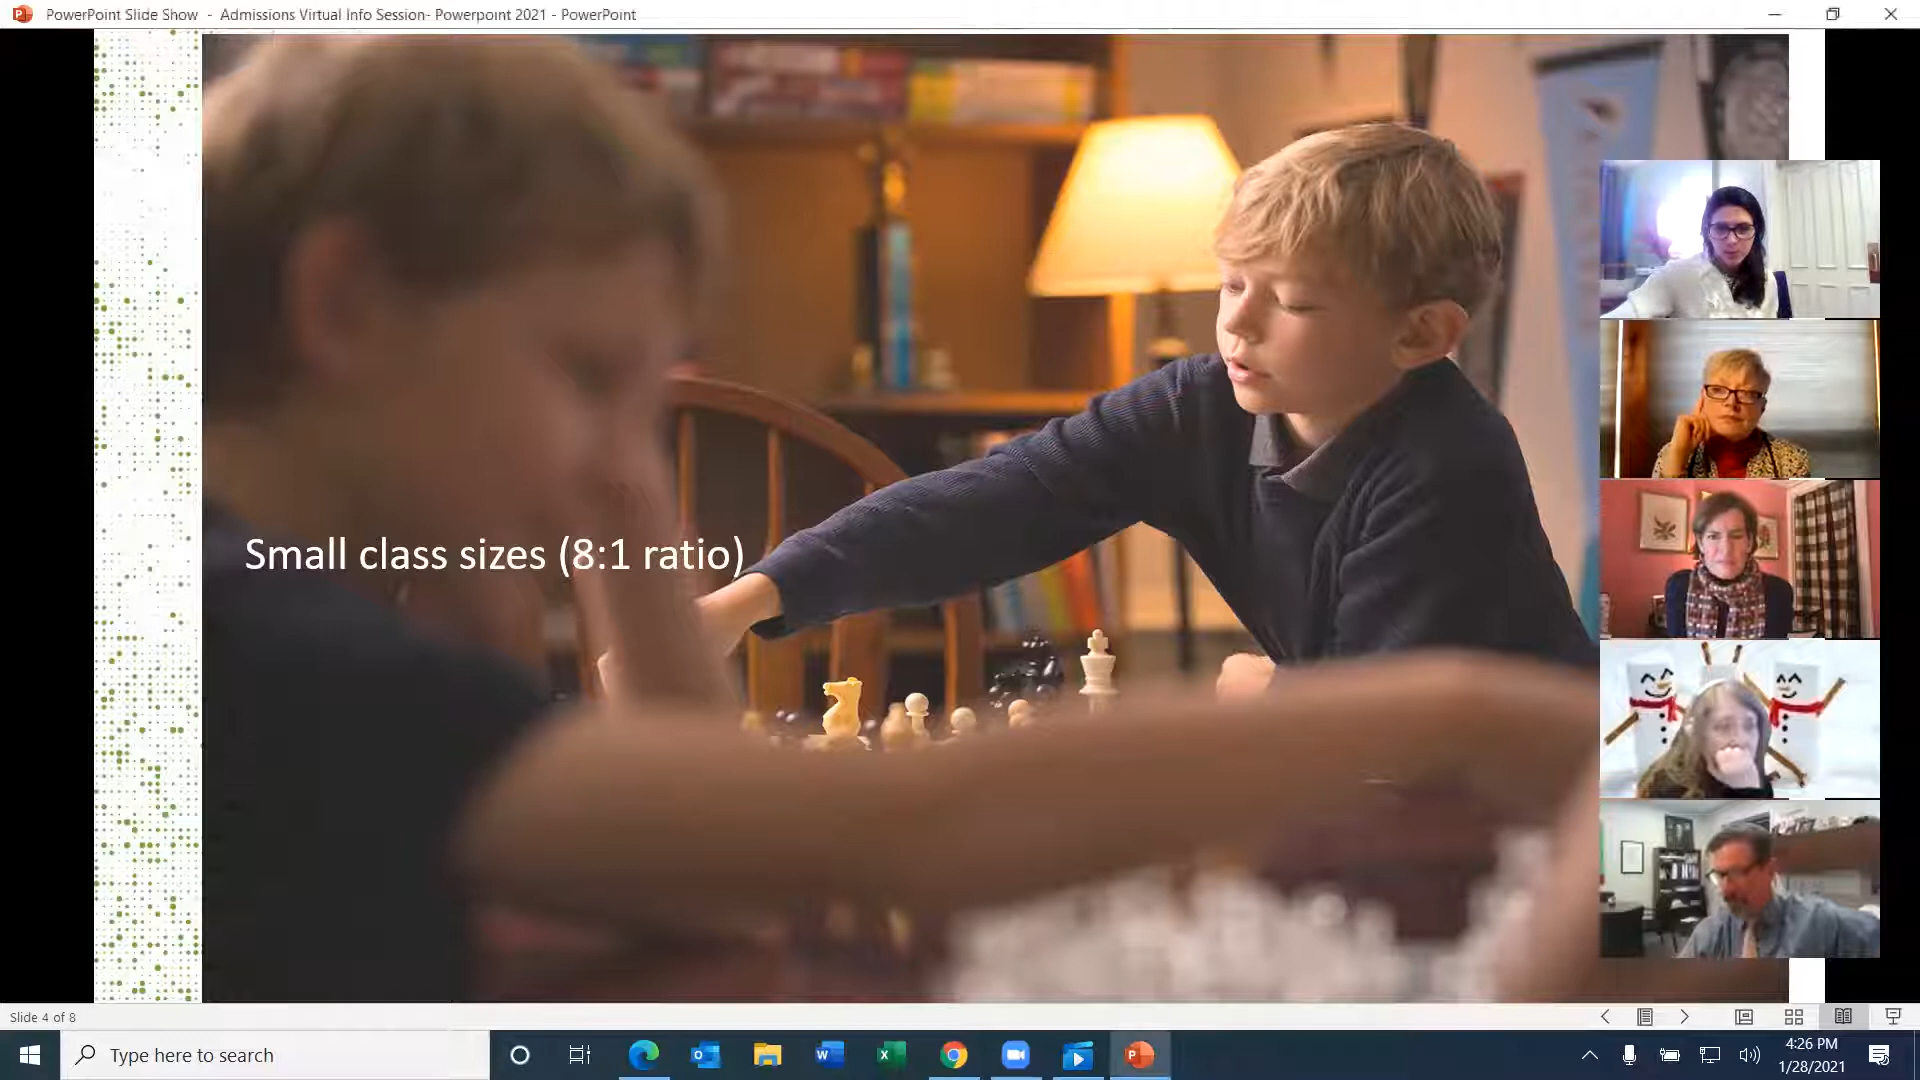 PowerPoint Slide Show - Admissions Virtual Info Session- Powerpoint 2021 - PowerPoint
Small class sizes (8:1 ratio)
Slide 4 of 8
Type here to search
4:26 PM
1/28/2021